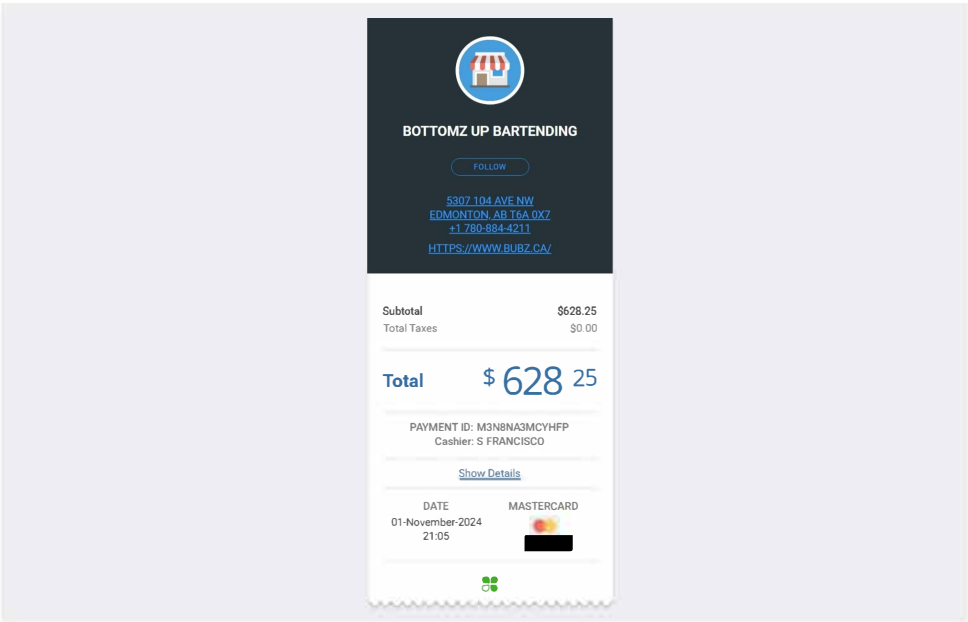 BOTTOMZ UP BARTENDING
FOLLOW
5307 104 AVE NW
EDMONTON, AB T6A 0X7
+1 780-884-4211
HTTPS://WWW.BUBZ.CA/
Subtotal $628.25
Total Taxes $0.00
Total $ 628 25
PAYMENT ID: M3N8NA3MCYHFP
Cashier: S FRANCISCO
Show Details
DATE MASTERCARD
01-November-2024
21:05